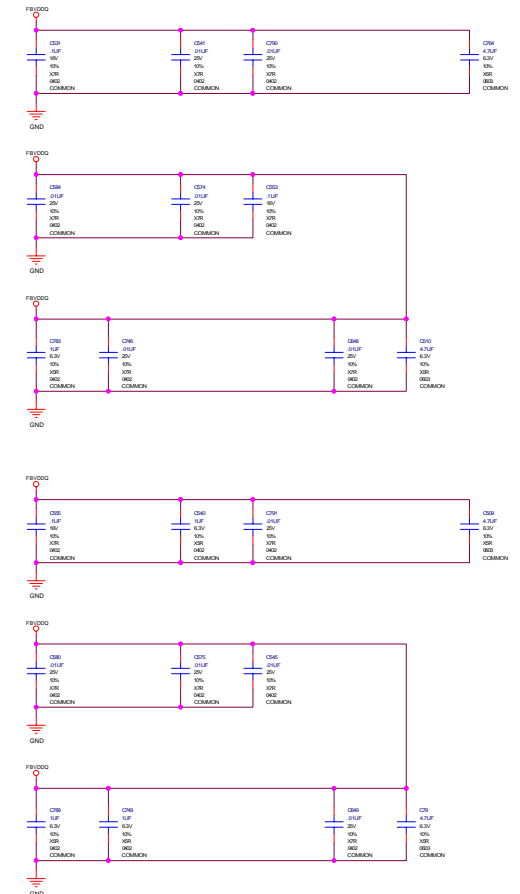 FBVDDQ
C531
.1UF
16V
10%
X7R
0402
COMMON
C541
.01UF
25V
10%
X7R
0402
COMMON
C790
.01UF
25V
10%
X7R
0402
COMMON
C764
4.7UF
6.3V
10%
X5R
0603
COMMON
GND
FBVDDQ
C584
.01UF
25V
10%
X7R
0402
COMMON
C574
.01UF
25V
10%
X7R
0402
COMMON
C553
.1UF
16V
10%
X7R
0402
COMMON
GND
FBVDDQ
C783
1UF
6.3V
10%
X5R
0402
COMMON
C746
.01UF
25V
10%
X7R
0402
COMMON
C648
.01UF
25V
10%
X7R
0402
COMMON
C510
4.7UF
6.3V
10%
X5R
0603
COMMON
GND
FBVDDQ
C555
.1UF
16V
10%
X7R
0402
COMMON
C540
1UF
6.3V
10%
X5R
0402
COMMON
C791
.01UF
25V
10%
X7R
0402
COMMON
C509
4.7UF
6.3V
10%
X5R
0603
COMMON
GND
FBVDDQ
C580
.01UF
25V
10%
X7R
0402
COMMON
C575
.01UF
25V
10%
X7R
0402
COMMON
C545
.01UF
25V
10%
X7R
0402
COMMON
GND
FBVDDQ
C789
1UF
6.3V
10%
X5R
0402
COMMON
C749
1UF
6.3V
10%
X5R
0402
COMMON
C649
.01UF
25V
10%
X7R
0402
COMMON
C79
4.7UF
6.3V
10%
X5R
0603
COMMON
GND